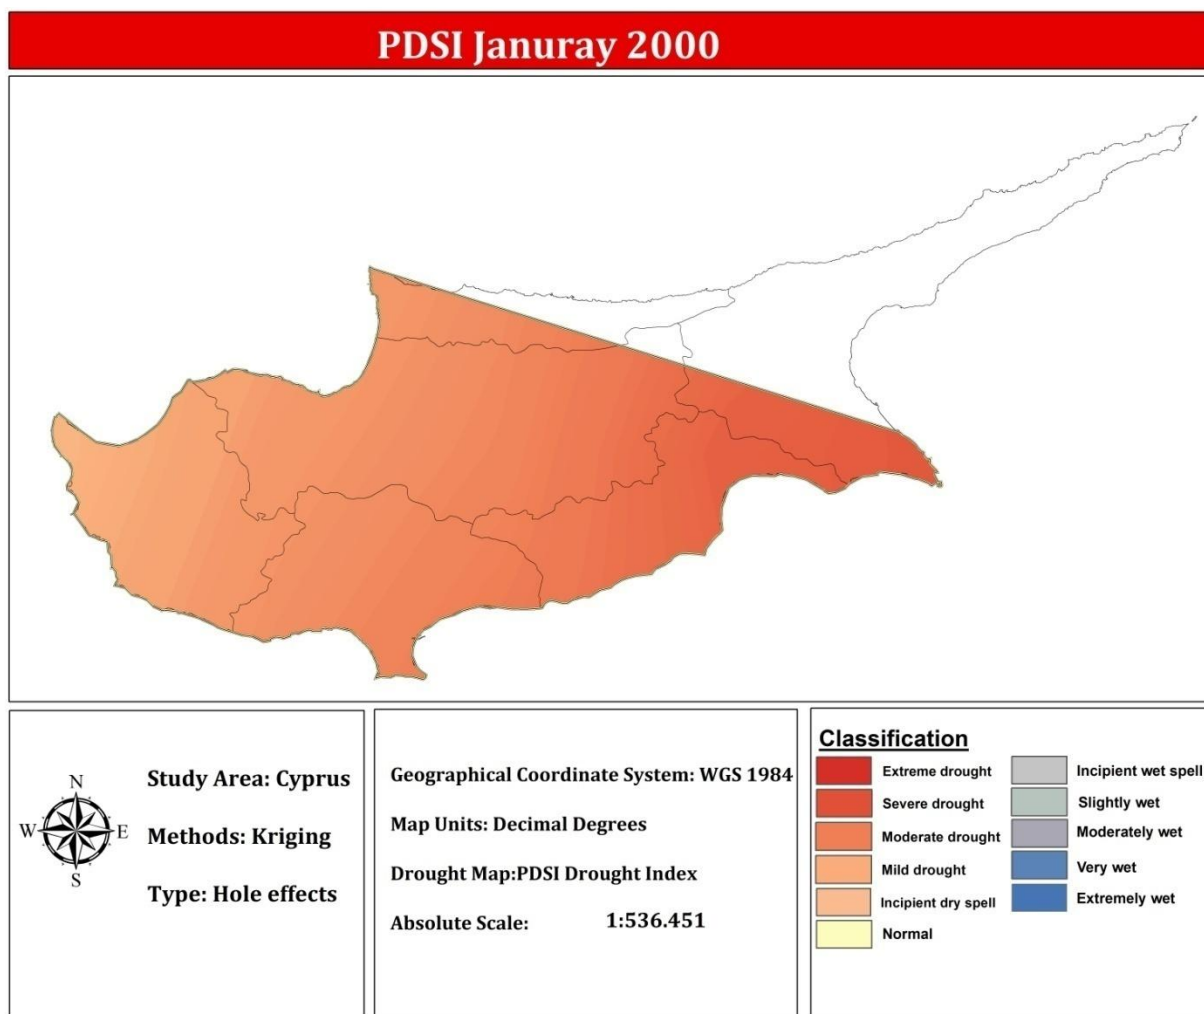 PDSI Januray 2000
N
W E
S
Study Area: Cyprus
Methods: Kriging
Type: Hole effects
Geographical Coordinate System: WGS 1984
Map Units: Decimal Degrees
Drought Map:PDSI Drought Index
Absolute Scale: 1:536.451
Classification
Extreme drought
Severe drought
Moderate drought
Mild drought
Incipient dry spell
Normal
Incipient wet spell
Slightly wet
Moderately wet
Very wet
Extremely wet